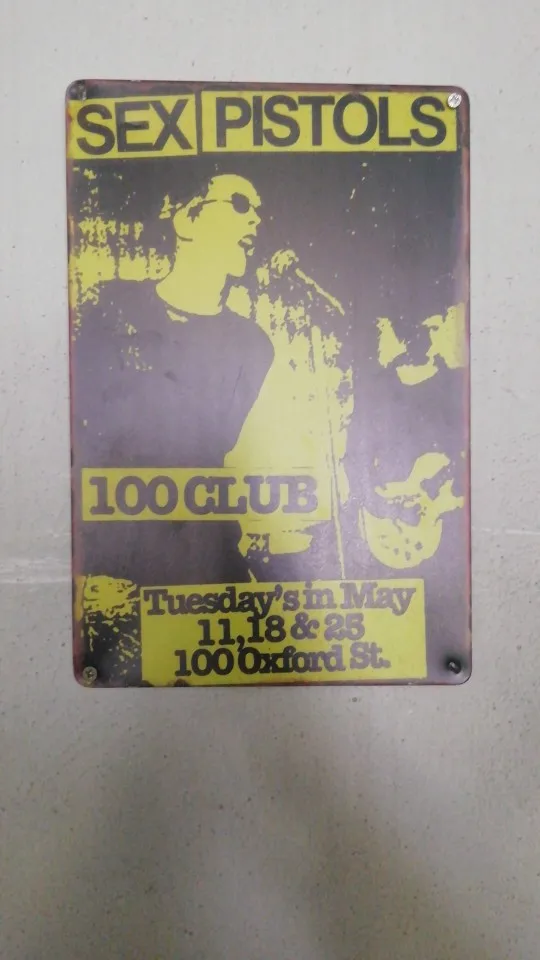 SEX PISTOLS
100 CLUB
Tuesday's in May
11,18 & 25
100 Oxford St.